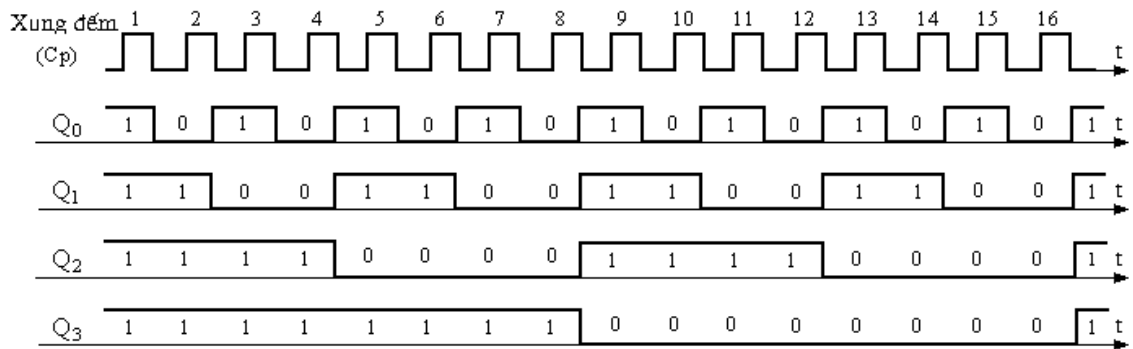 Xung đếm 1 2 3 4 5 6 7 8 9 10 11 12 13 14 15 16
(Cp) t
Q0 1 0 1 0 1 0 1 0 1 0 1 0 1 0 1 0 1 t
Q1 1 1 0 0 1 1 0 0 1 1 0 0 1 1 0 0 1 t
Q2 1 1 1 1 0 0 0 0 1 1 1 1 0 0 0 0 1 t
Q3 1 1 1 1 1 1 1 1 0 0 0 0 0 0 0 0 1 t